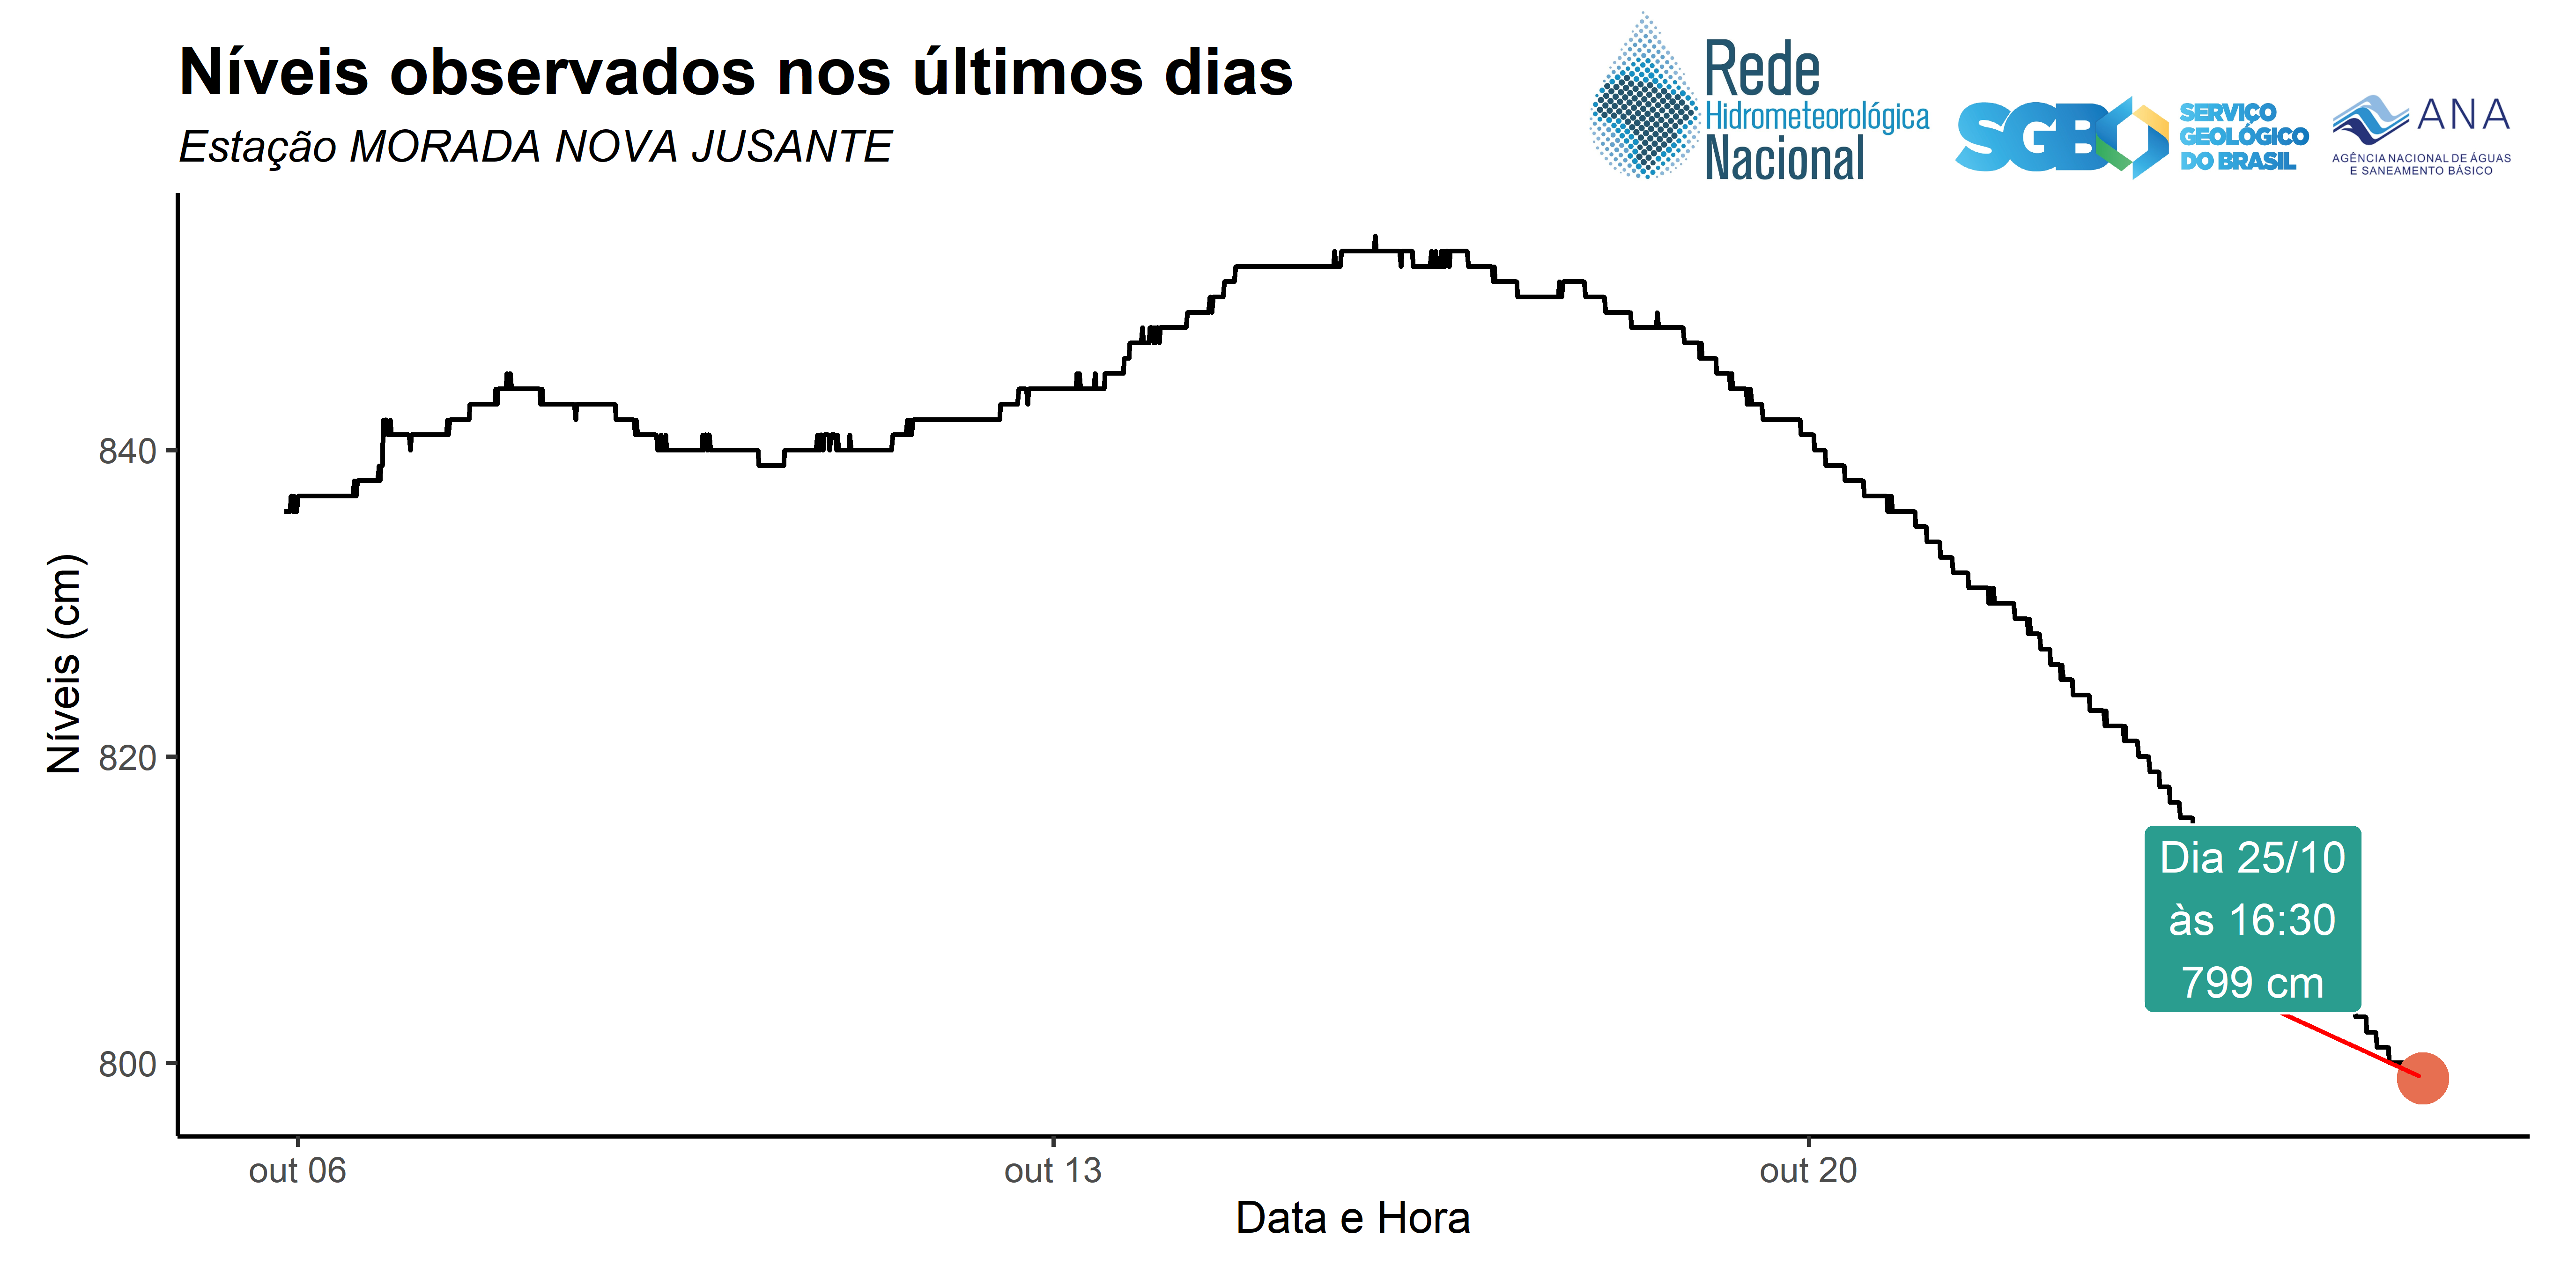 Níveis observados nos últimos dias
Estação MORADA NOVA JUSANTE
Rede
Hidrometeorológica
Nacional
SGB
SERVIÇO
GEOLÓGICO
DO BRASIL
ANA
AGÊNCIA NACIONAL DE ÁGUAS
E SANEAMENTO BÁSICO
Níveis (cm)
840
820
800
Dia 25/10
às 16:30
799 cm
out 06
out 13
out 20
Data e Hora